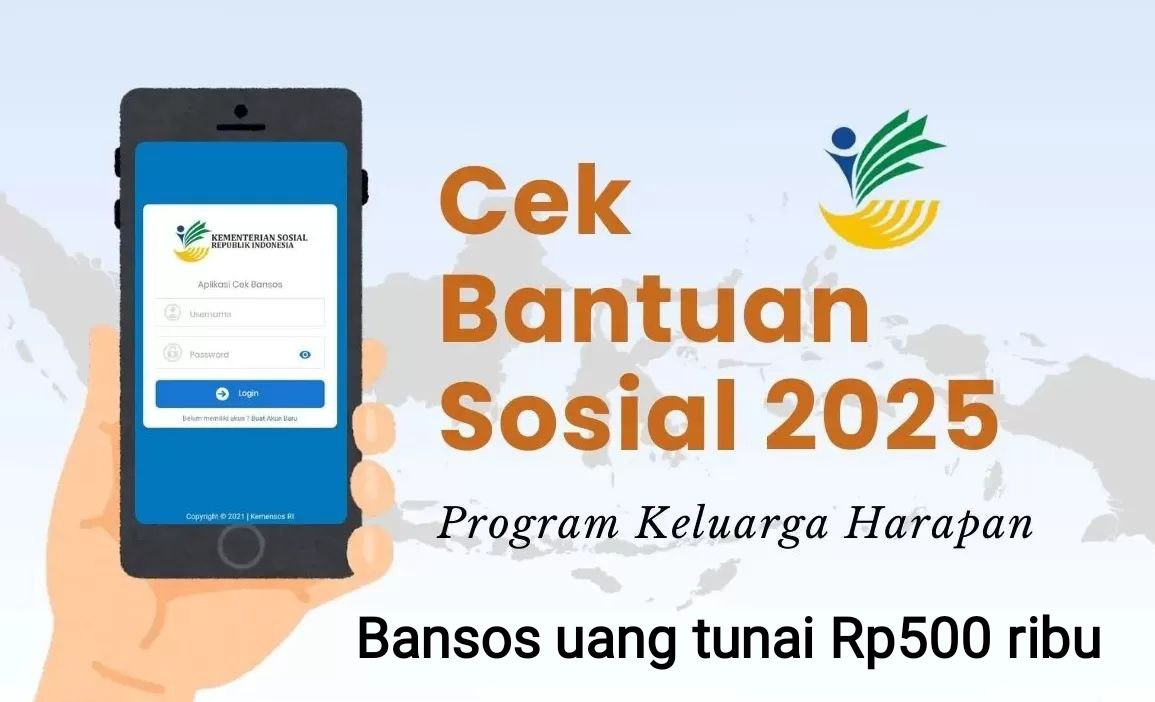 KEMENTERIAN SOSIAL
REPUBLIK INDONESIA
Aplikasi Cek Bansos
Username
Password
Login
Belum memiliki akun ? Buat Akun Baru
Copyright © 2021 | Kemensos RI
Cek
Bantuan
Sosial 2025
Program Keluarga Harapan
Bansos uang tunai Rp500 ribu